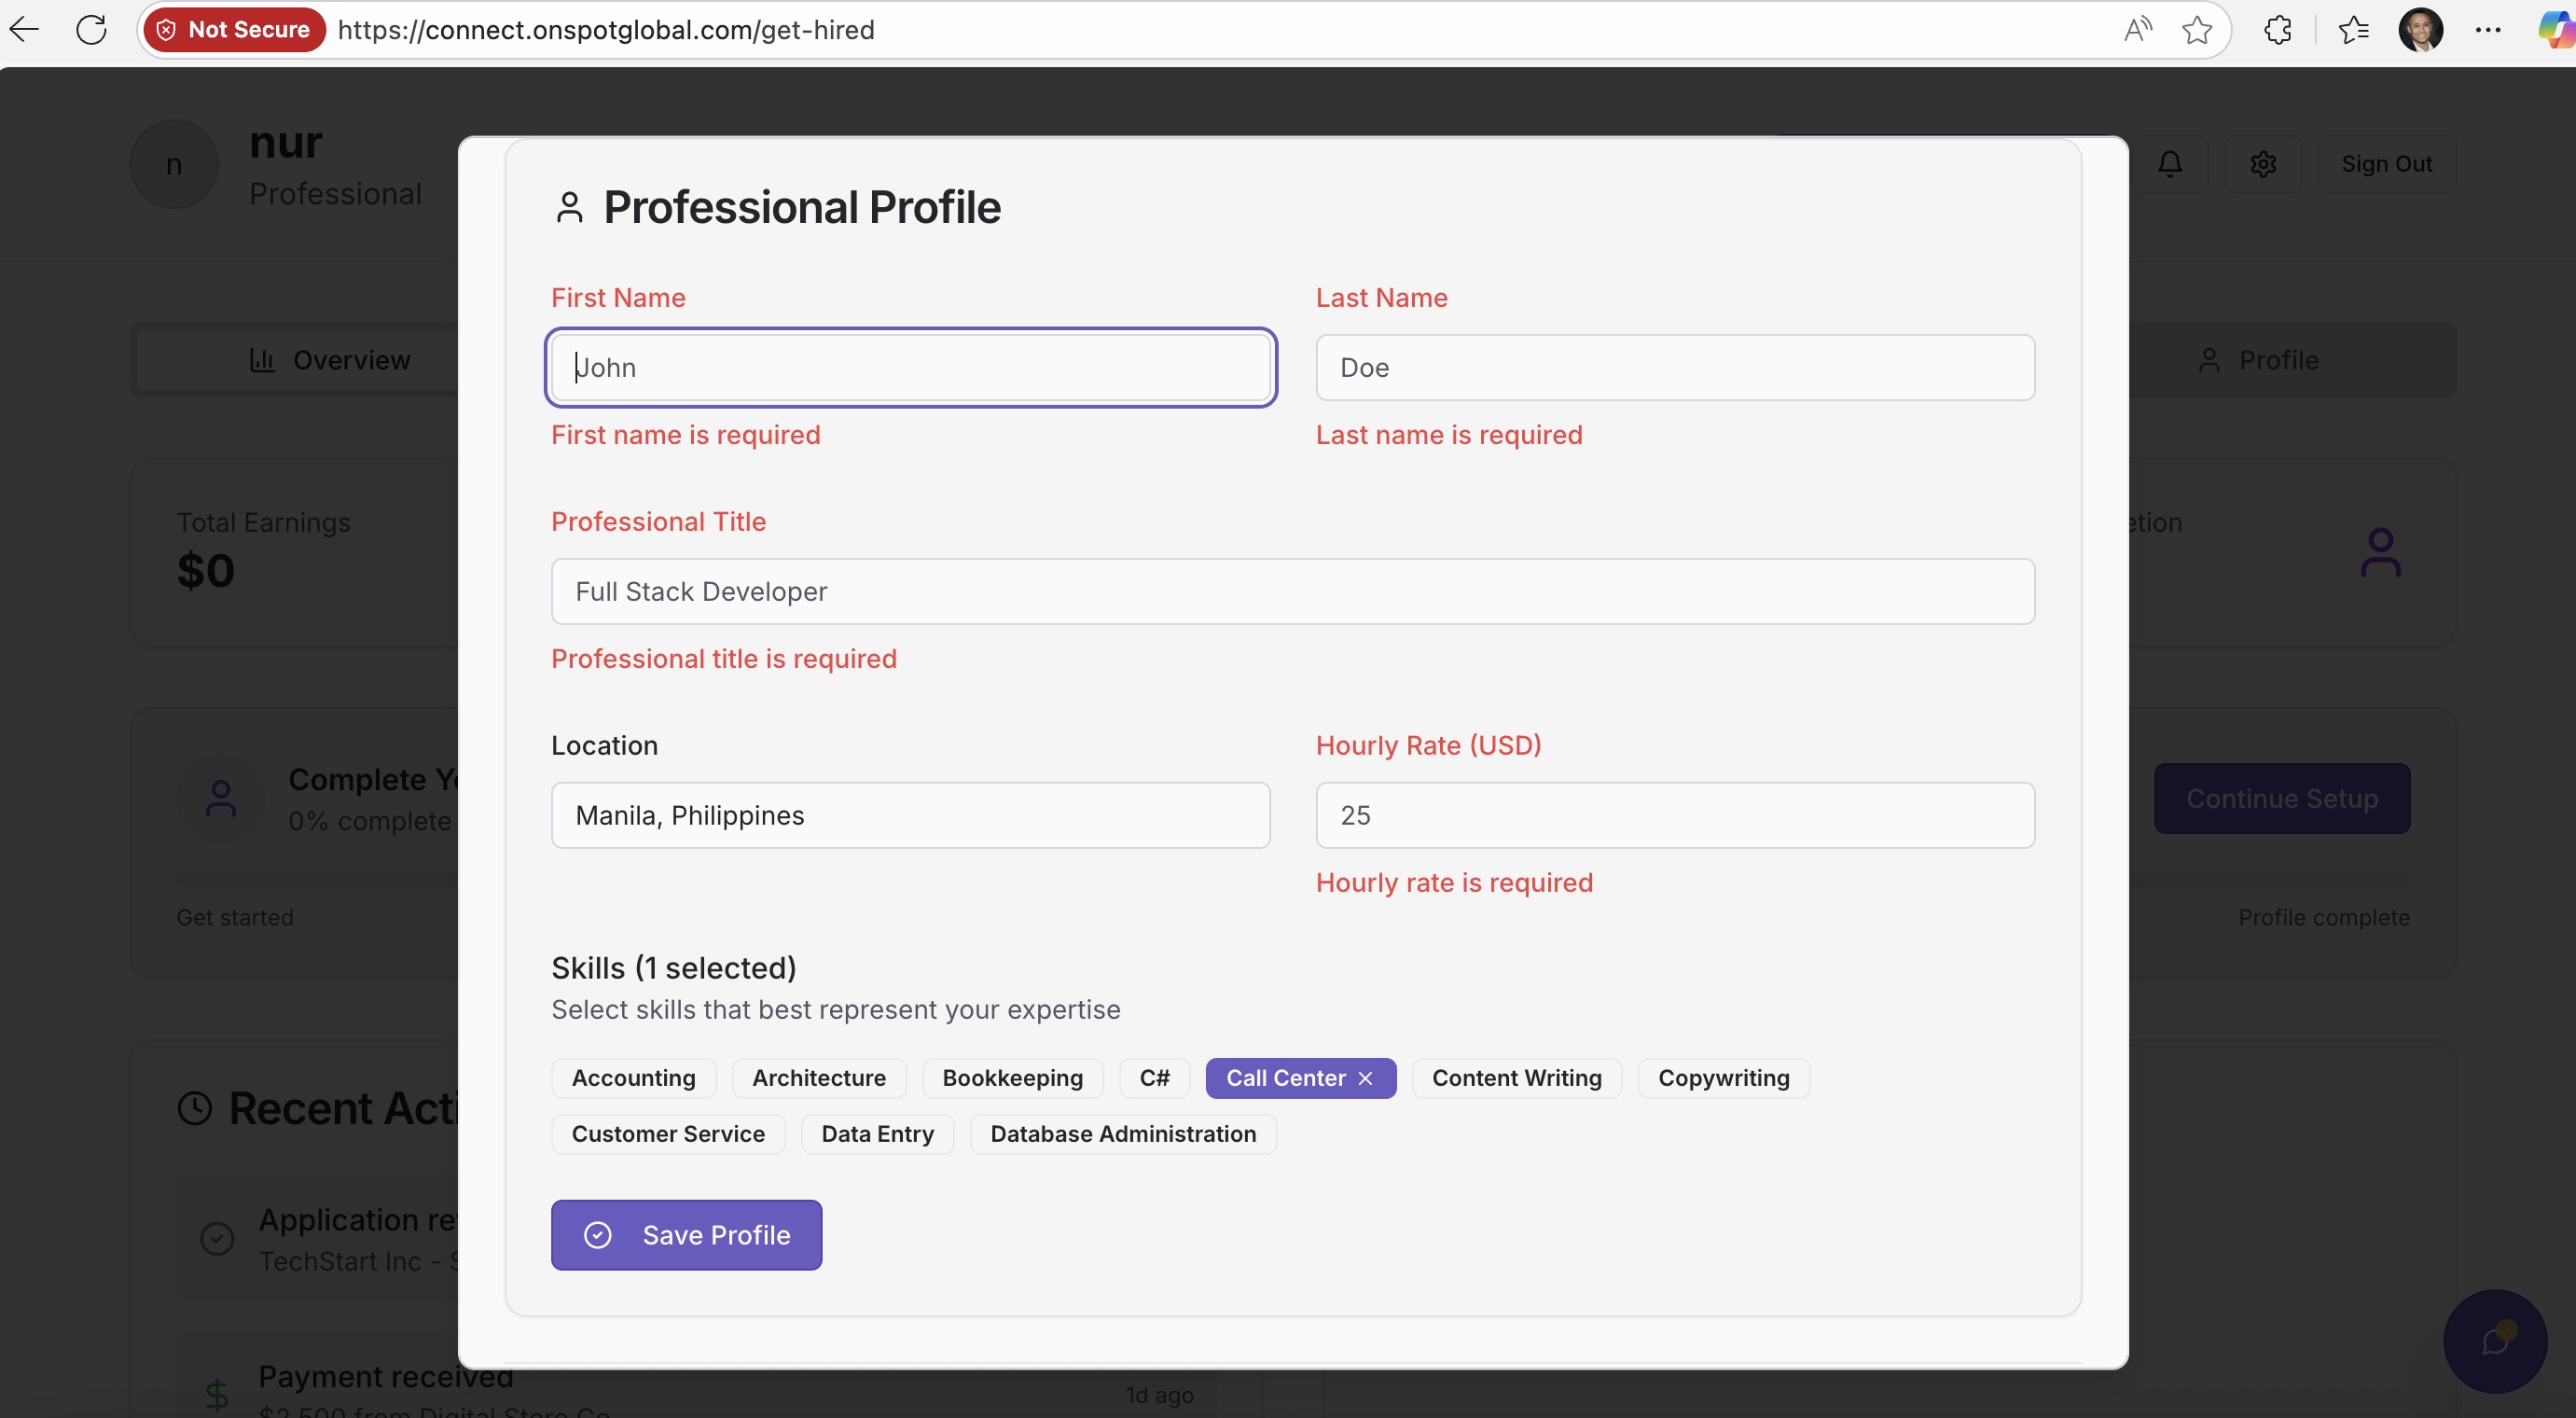 Not Secure https://connect.onspotglobal.com/get-hired
n
nur
Professional
Sign Out
Overview
Profile
Total Earnings
$0
etion
Complete Yo
0% complete
Continue Setup
Get started
Profile complete
Recent Acti
Application re
TechStart Inc - S
Payment received
1d ago
$2,500 from Digital Store Co
Professional Profile
First Name
Last Name
John
Doe
First name is required
Last name is required
Professional Title
Full Stack Developer
Professional title is required
Location
Hourly Rate (USD)
Manila, Philippines
25
Hourly rate is required
Skills (1 selected)
Select skills that best represent your expertise
Accounting Architecture Bookkeeping C# Call Center Content Writing Copywriting
Customer Service Data Entry Database Administration
Save Profile